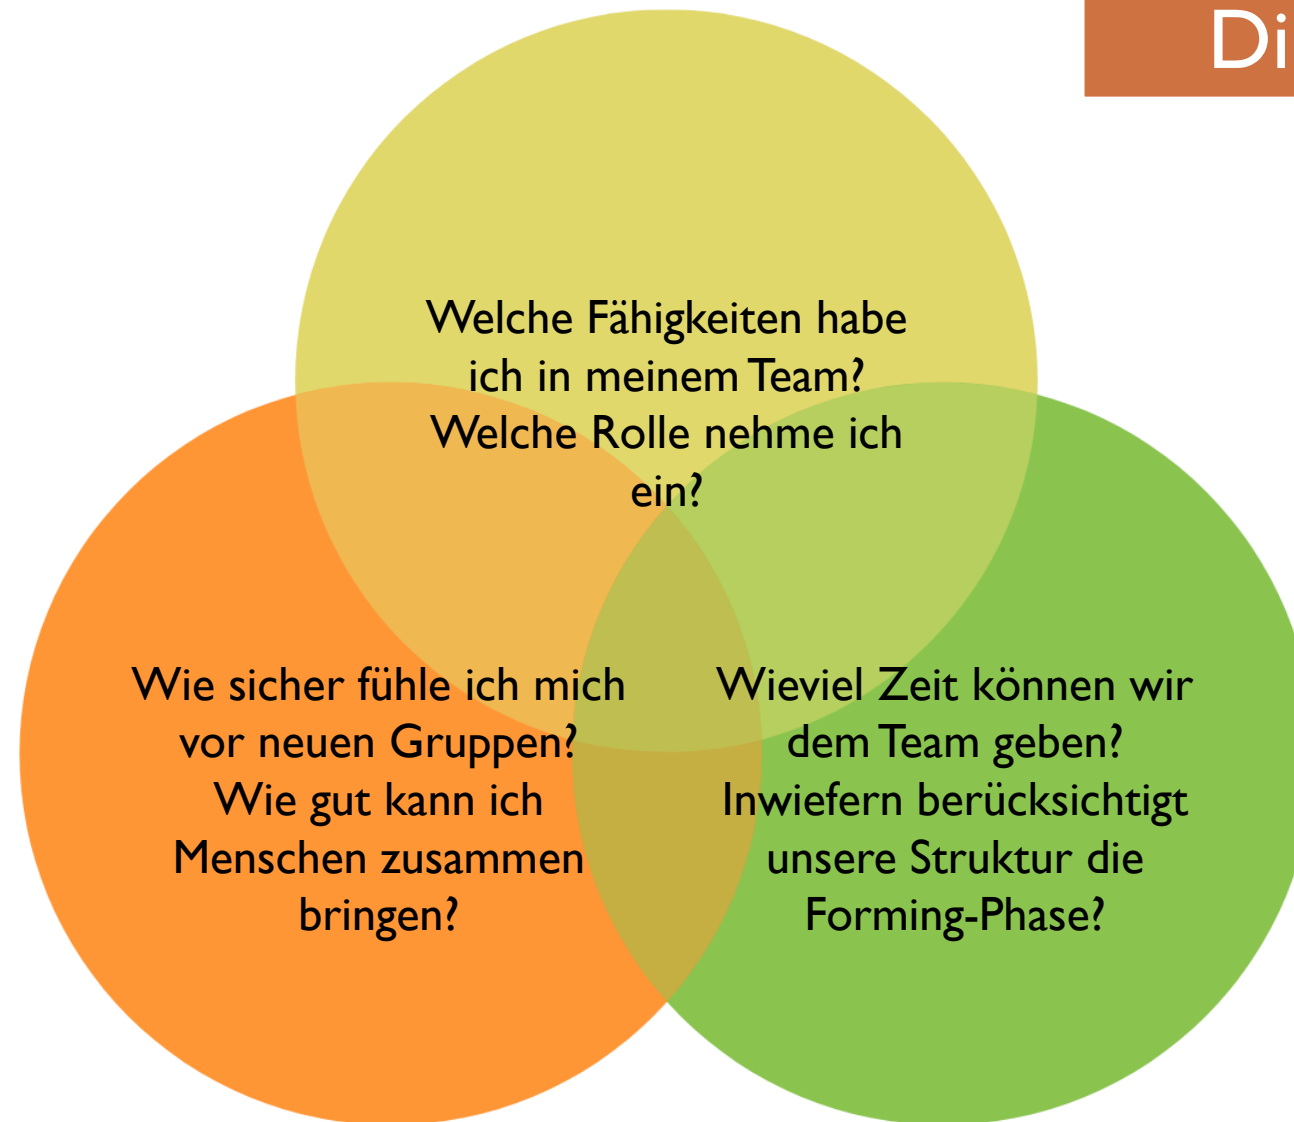 Di
Welche Fähigkeiten habe
ich in meinem Team?
Welche Rolle nehme ich
ein?
Wie sicher fühle ich mich
vor neuen Gruppen?
Wie gut kann ich
Menschen zusammen
bringen?
Wieviel Zeit können wir
dem Team geben?
Inwiefern berücksichtigt
unsere Struktur die
Forming-Phase?